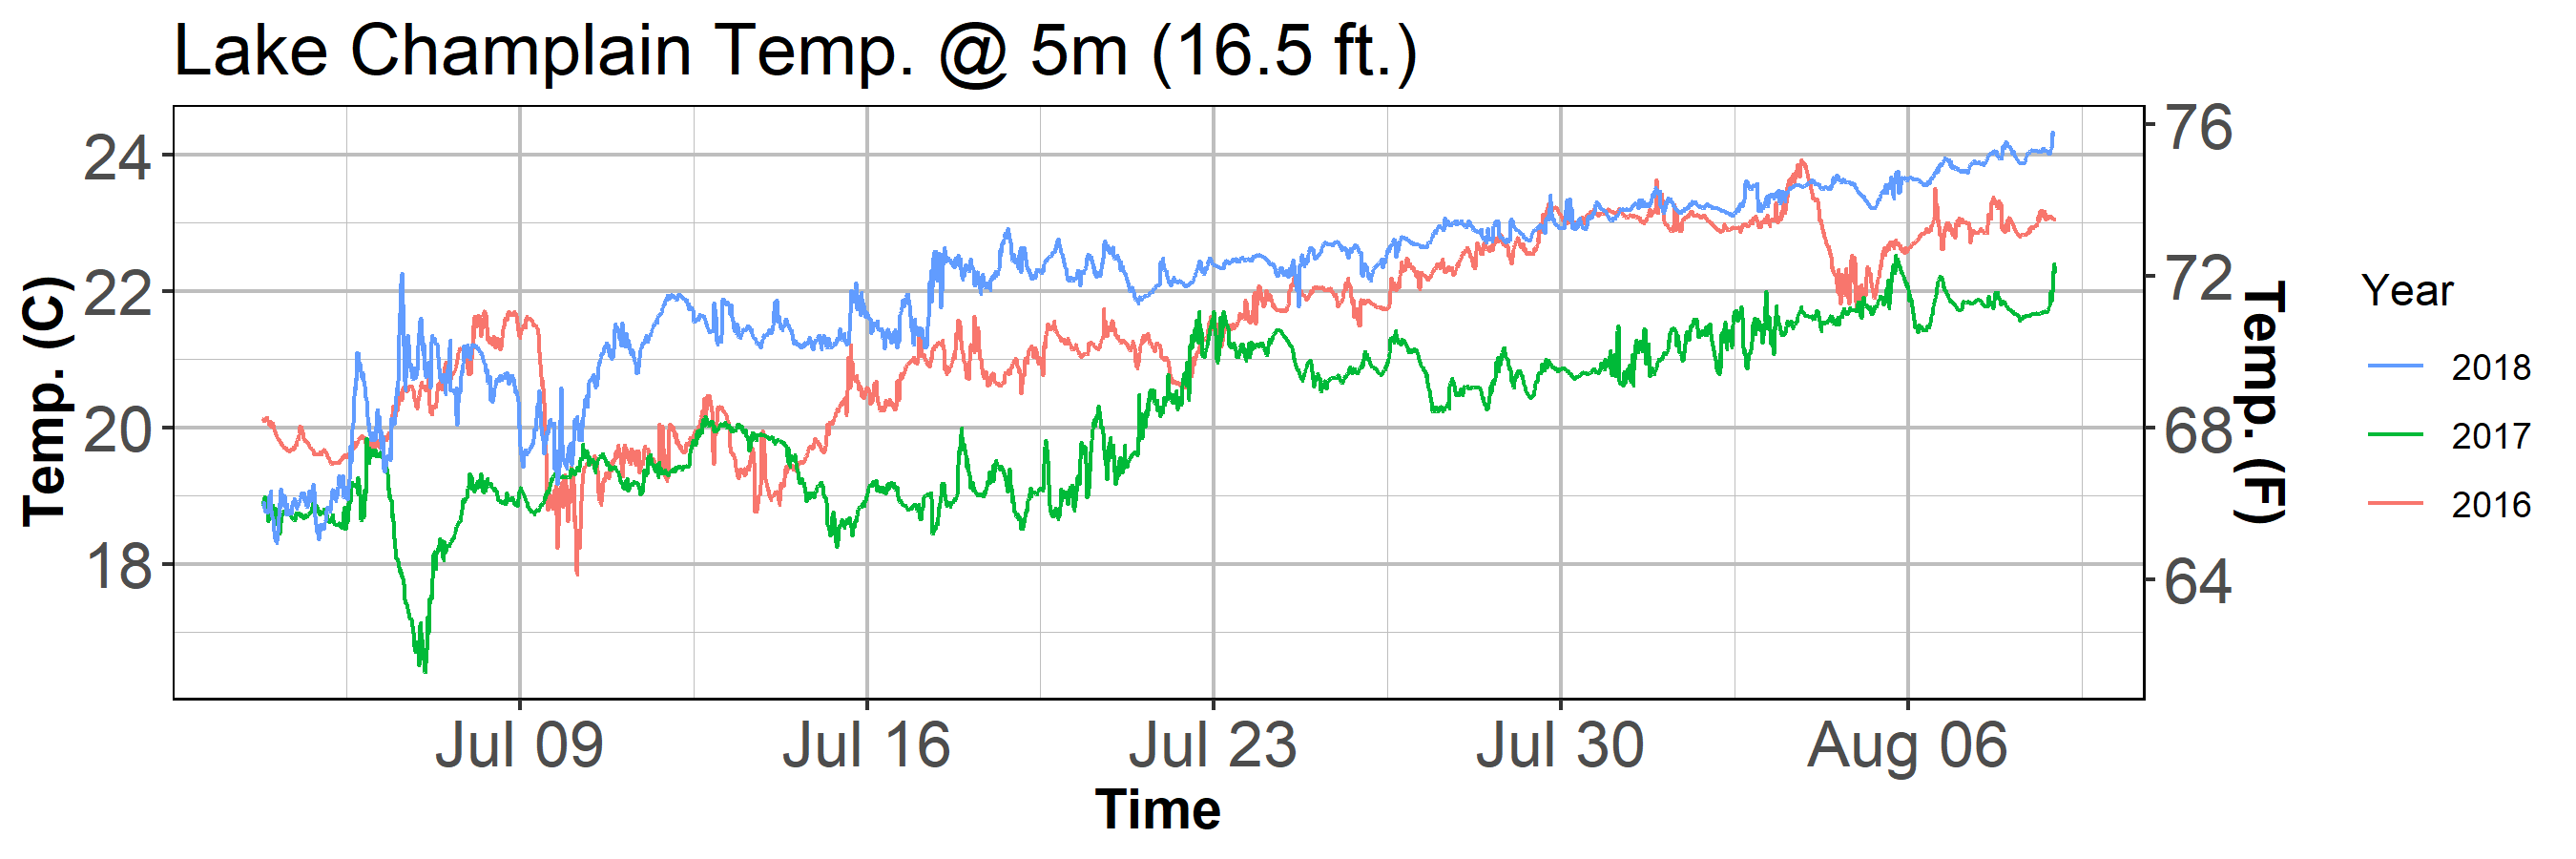 Lake Champlain Temp. @ 5m (16.5 ft.)
Temp. (C)
24
22
20
18
76
72
68
64
Temp. (F)
Jul 09
Jul 16
Jul 23
Jul 30
Aug 06
Time
Year
2018
2017
2016